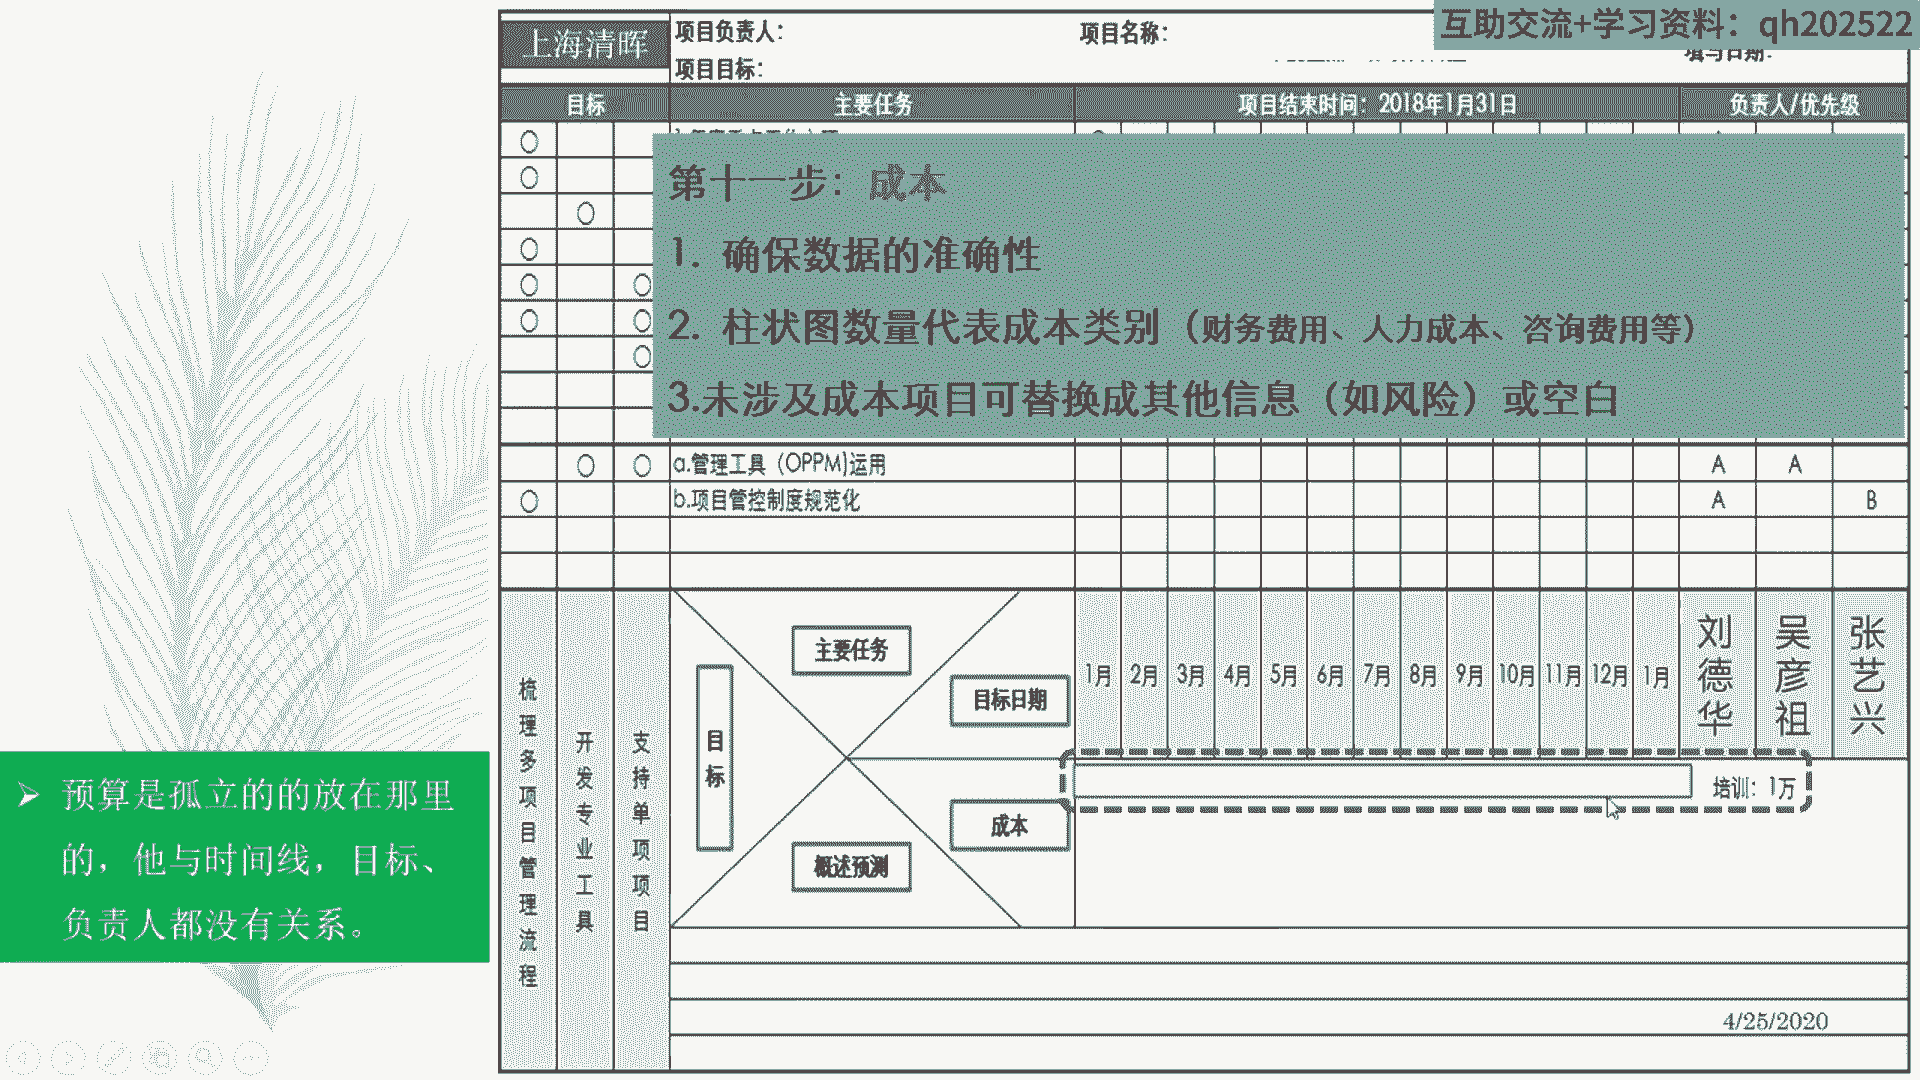 互助交流+学习资料：qh202522
上海清晖
项目负责人：
项目名称：
项目目标：
填写日期：
目标
主要任务
项目结束时间：2018年1月31日
负责人/优先级
第十一步：成本
1. 确保数据的准确性
2. 柱状图数量代表成本类别（财务费用、人力成本、咨询费用等）
3.未涉及成本项目可替换成其他信息（如风险）或空白
a.管理工具（OPPM)运用
A
A
b.项目管控制度规范化
A
B
梳理多项目管理流程
开发专业工具
支持单项项目
主要任务
目标
目标日期
成本
概述预测
1月
2月
3月
4月
5月
6月
7月
8月
9月
10月
11月
12月
1月
刘德华
吴彦祖
张艺兴
培训：1万
➢ 预算是孤立的的放在那里
的，他与时间线，目标、
负责人都没有关系。
4/25/2020